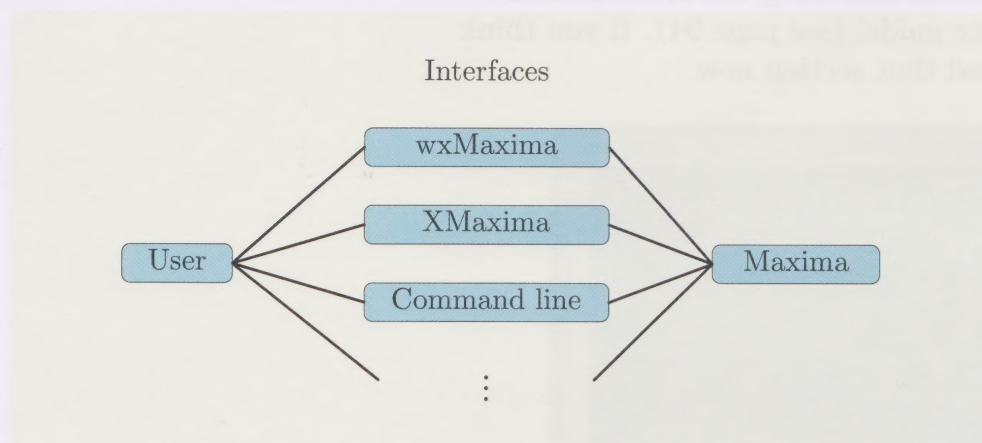 Interfaces
wxMaxima
XMaxima
User
Maxima
Command line
⋮